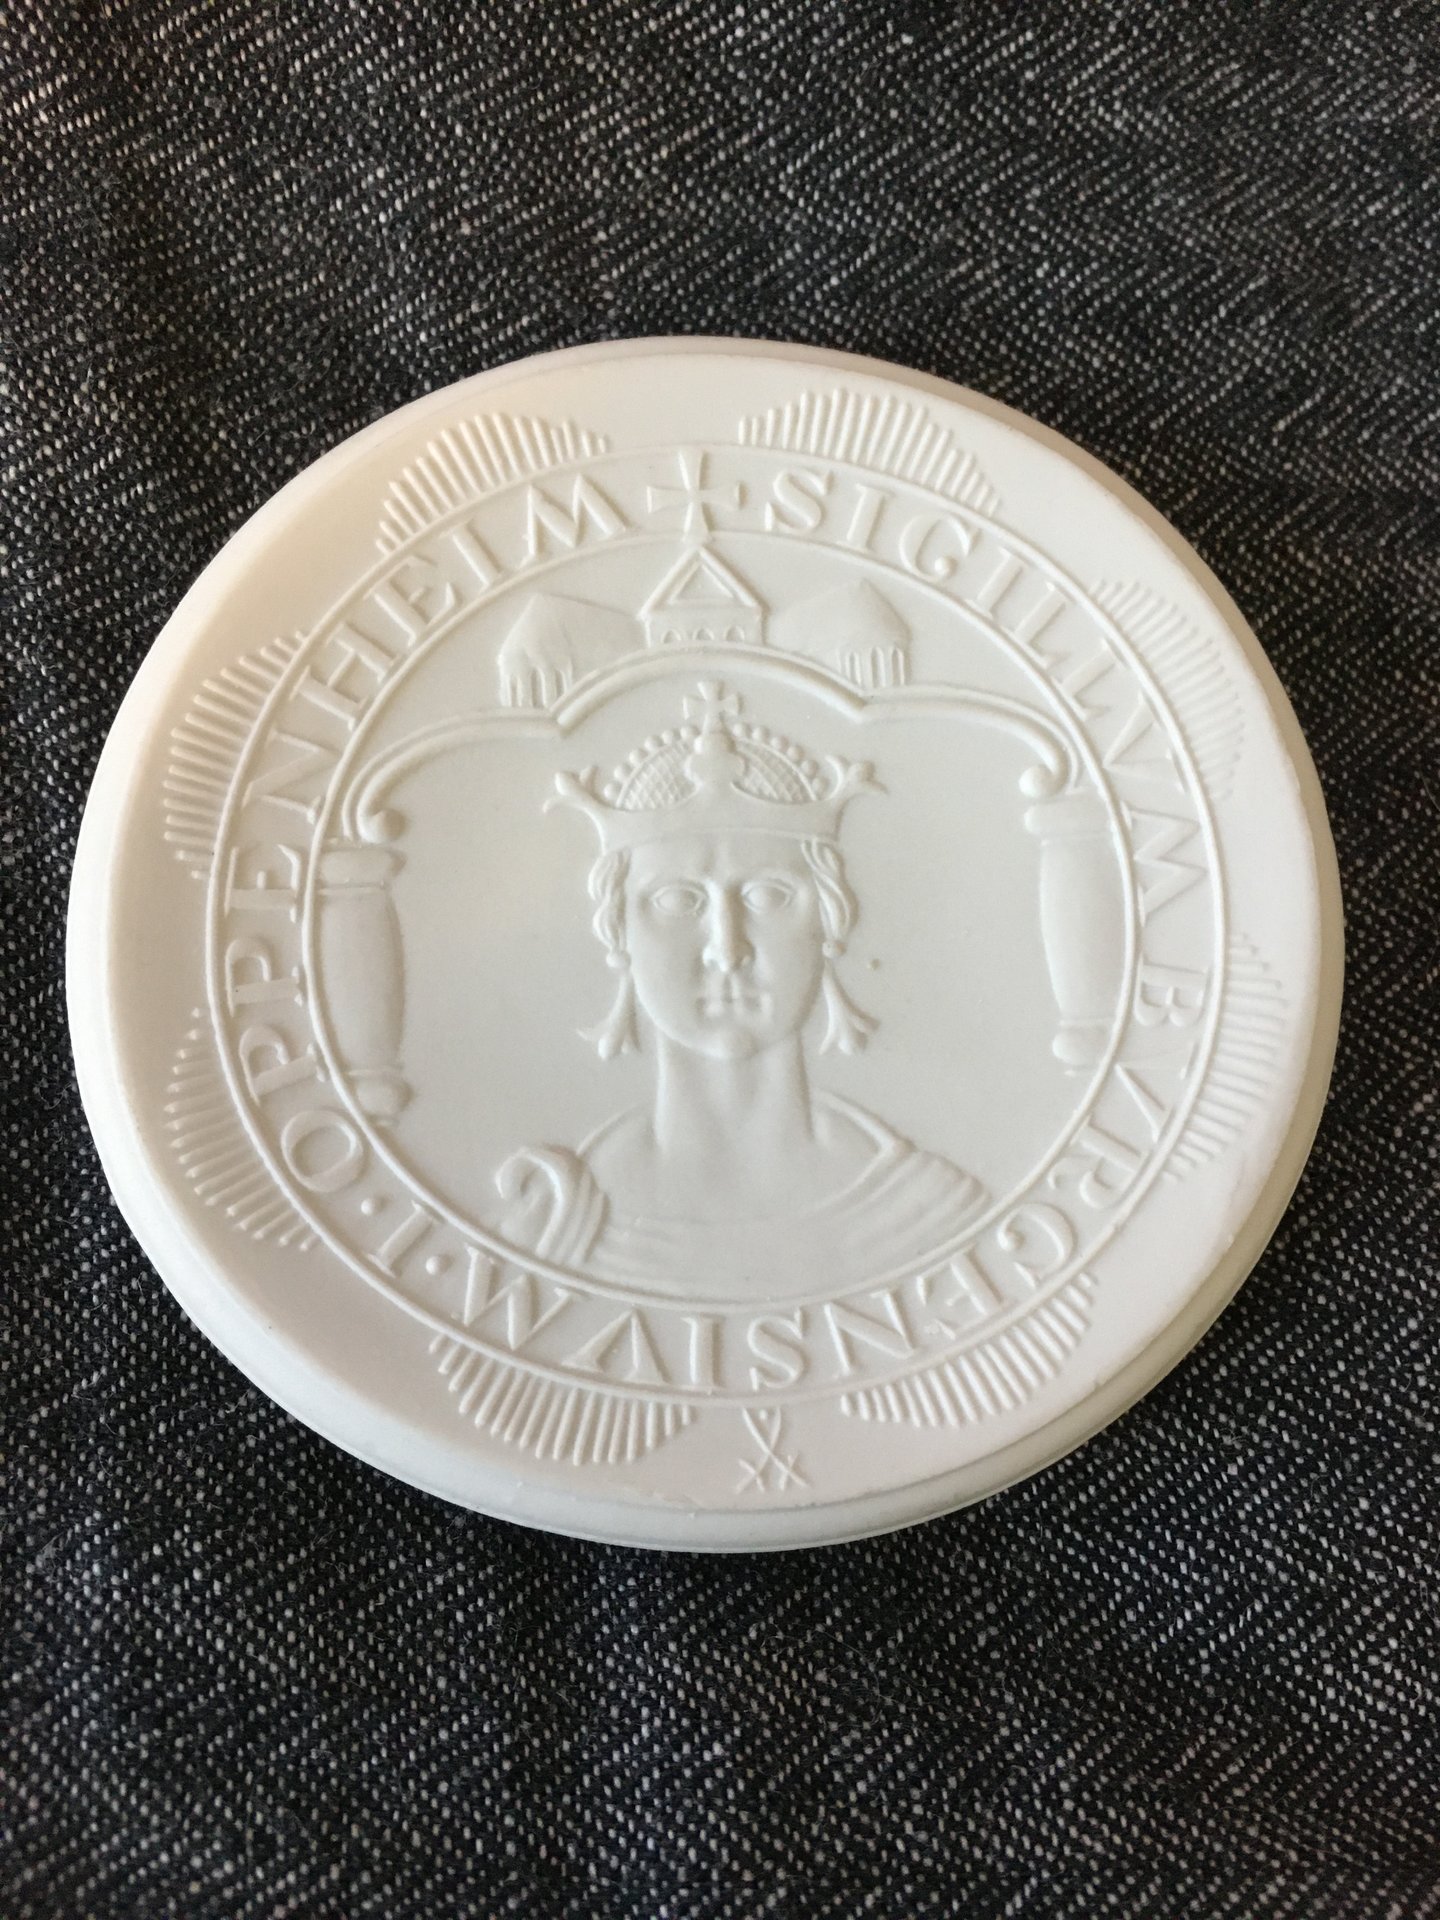 ✠ SIGILLVM BVRGENSIVM · I · OPPENHEIM